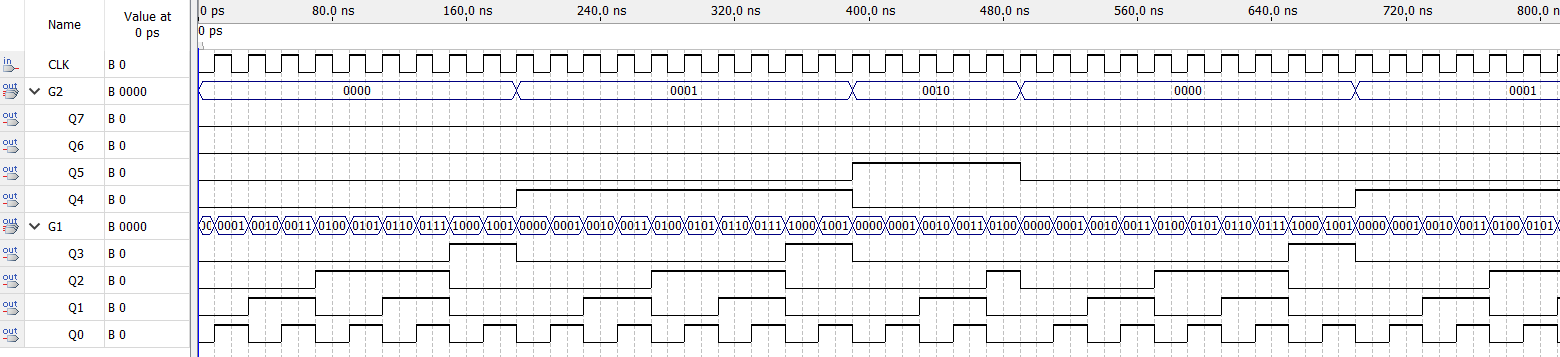 Name Value at 0 ps
0 ps 80.0 ns 160.0 ns 240.0 ns 320.0 ns 400.0 ns 480.0 ns 560.0 ns 640.0 ns 720.0 ns 800.0 n
0 ps
in CLK B 0
out G2 B 0000 0000 0001 0010 0000 0001
out Q7 B 0
out Q6 B 0
out Q5 B 0
out Q4 B 0
out G1 B 0000 0001 0010 0011 0100 0101 0110 0111 1000 1001 0000 0001 0010 0011 0100 0101 0110 0111 1000 1001 0000 0001 0010 0011 0100 0000 0001 0010 0011 0100 0101 0110 0111 1000 1001 0000 0001 0010 0011 0100 0101
out Q3 B 0
out Q2 B 0
out Q1 B 0
out Q0 B 0